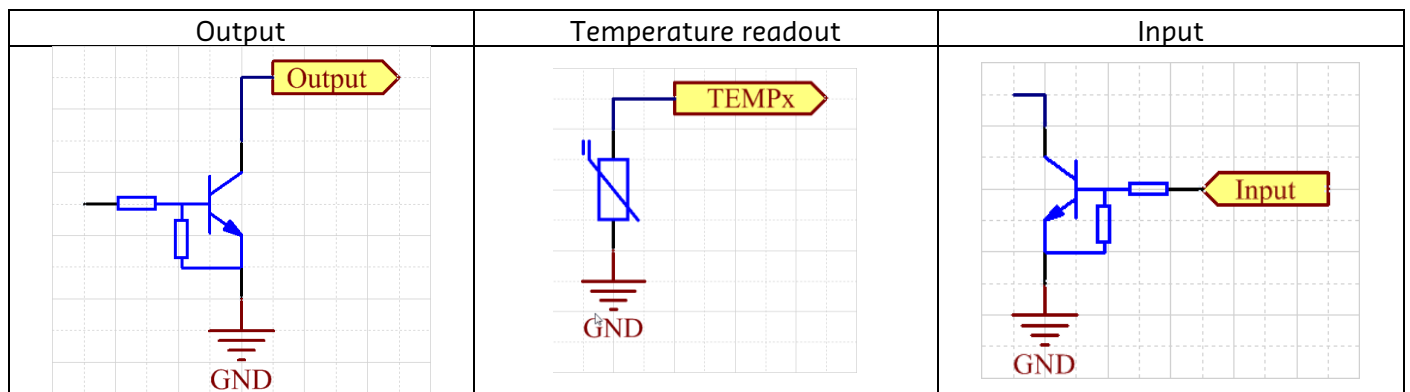 Output
Temperature readout
Input
Output
GND
TEMPx
GND
Input
GND